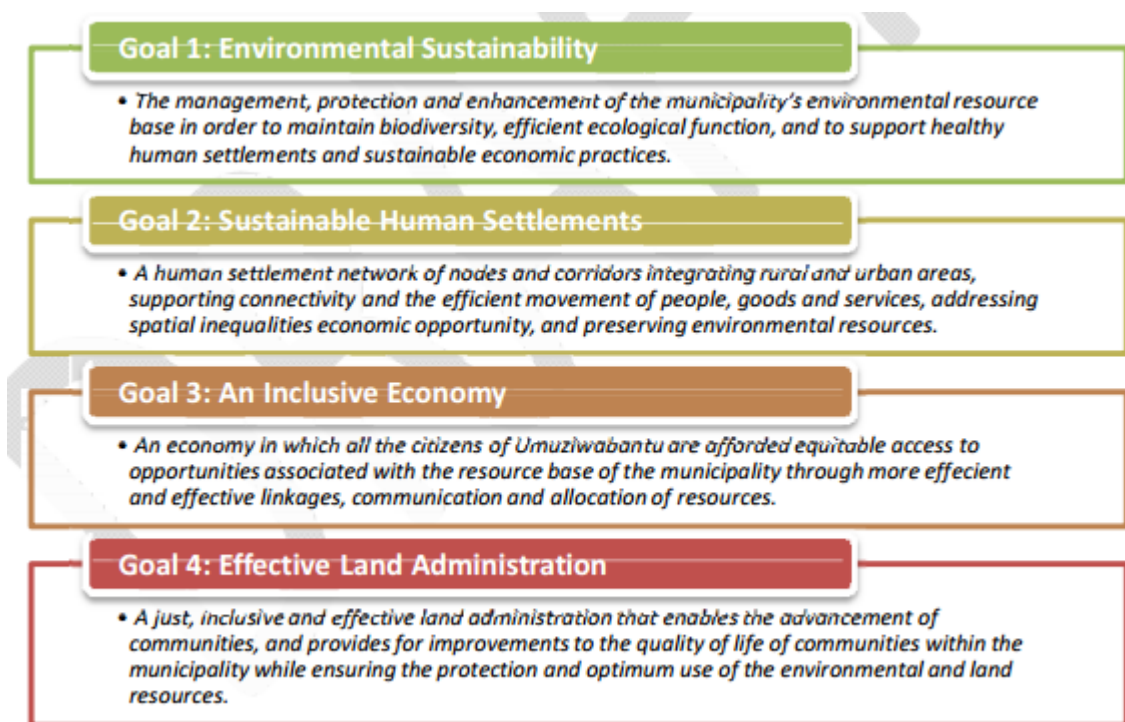 Goal 1: Environmental Sustainability
• The management, protection and enhancement of the municipality's environmental resource
base in order to maintain biodiversity, efficient ecological function, and to support healthy
human settlements and sustainable economic practices.
Goal 2: Sustainable Human Settlements
• A human settlement network of nodes and corridors integrating rural and urban areas,
supporting connectivity and the efficient movement of people, goods and services, addressing
spatial inequalities economic opportunity, and preserving environmental resources.
Goal 3: An Inclusive Economy
• An economy in which all the citizens of Umuziwabantu are afforded equitable access to
opportunities associated with the resource base of the municipality through more effecient
and effective linkages, communication and allocation of resources.
Goal 4: Effective Land Administration
• A just, inclusive and effective land administration that enables the advancement of
communities, and provides for improvements to the quality of life of communities within the
municipality while ensuring the protection and optimum use of the environmental and land
resources.